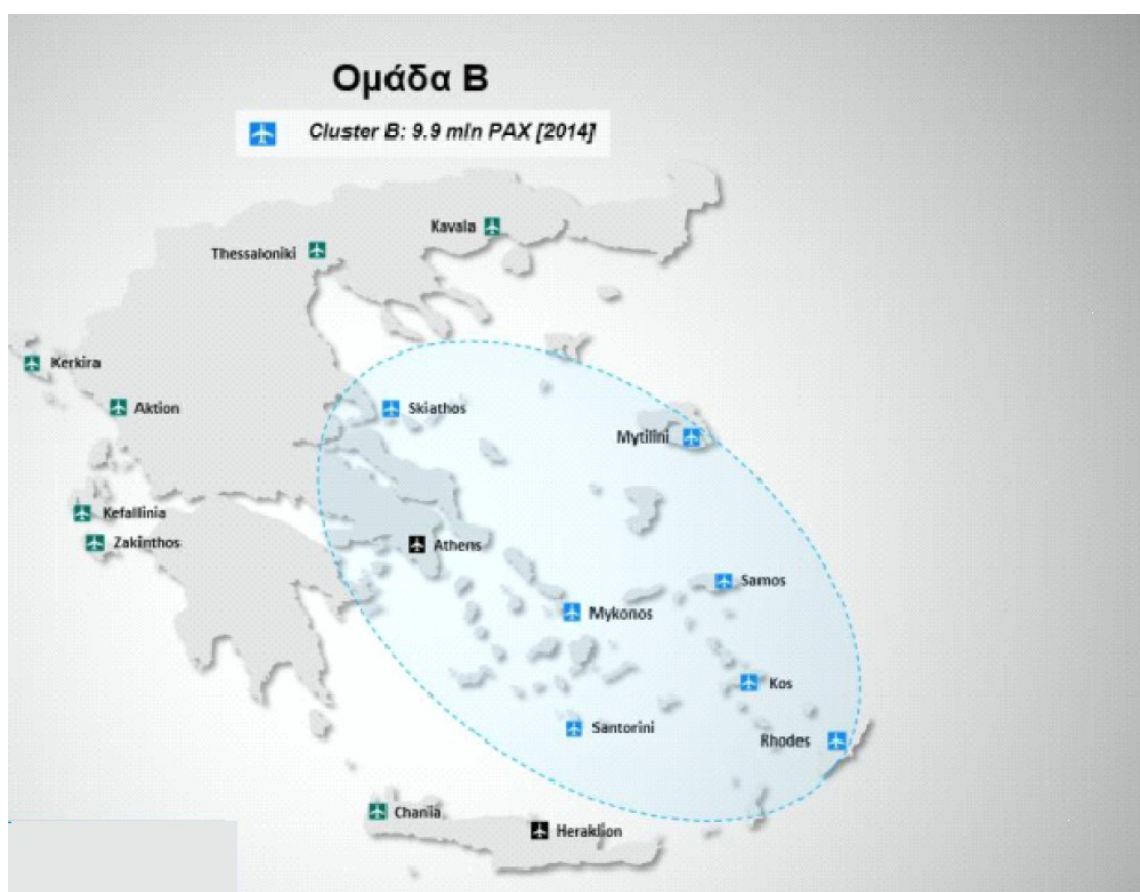 Ομάδα Β
Cluster B: 9.9 mln PAX [2014]
Kavala
Thessaloniki
Kerkira
Aktion
Skiathos
Mytilini
Kefallinia
Zakinthos
Athens
Samos
Mykonos
Kos
Santorini
Rhodes
Chania
Heraklion